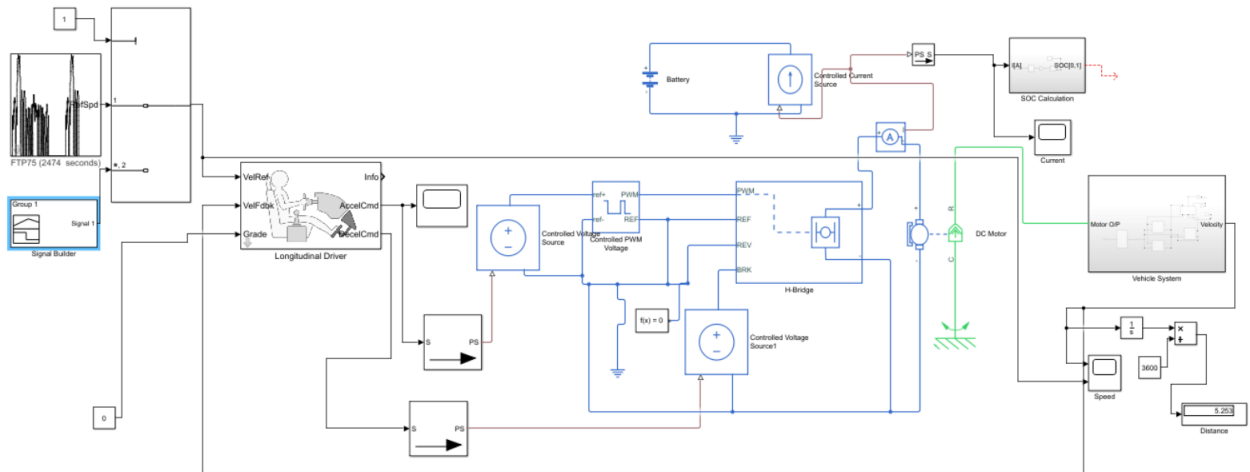 1
RefSpd
1
FTP75 (2474 seconds)
*, 2
Group 1
Signal 1
Signal Builder
0
VelRef
VelFdbk
Grade
Info
AccelCmd
DecelCmd
Longitudinal Driver
S
PS
S
PS
Controlled Voltage
Source
ref+
ref-
PWM
REF
Controlled PWM
Voltage
f(x) = 0
Controlled Voltage
Source1
PWM
REF
REV
BRK
+
-
H-Bridge
+
-
Battery
Controlled Current
Source
A
+
-
+
-
R
C
DC Motor
PS S
I[A]
SOC[0,1]
SOC Calculation
Current
Motor O/P
Velocity
Vehicle System
1
s
×
÷
3600
Speed
5.253
Distance